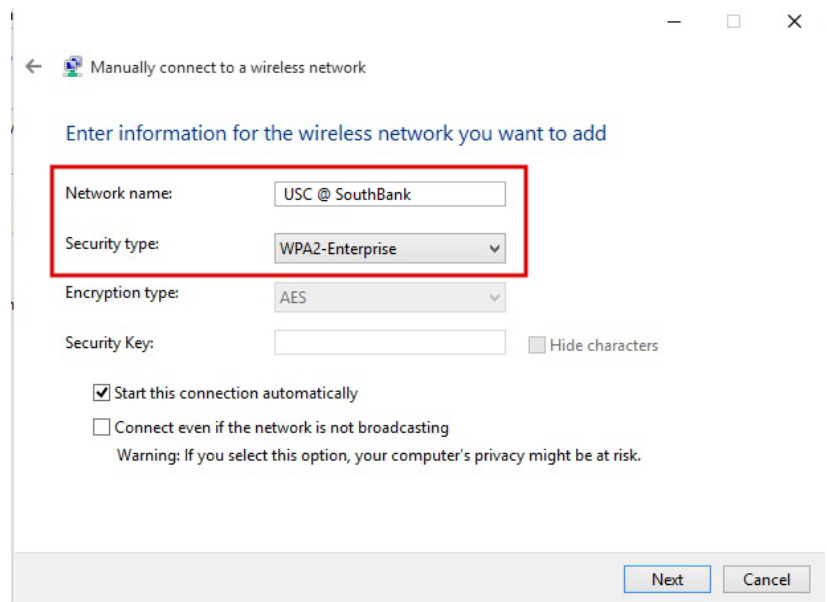 Manually connect to a wireless network
Enter information for the wireless network you want to add
Network name: USC @ SouthBank
Security type: WPA2-Enterprise
Encryption type: AES
Security Key:
Hide characters
Start this connection automatically
Connect even if the network is not broadcasting
Warning: If you select this option, your computer's privacy might be at risk.
Next Cancel